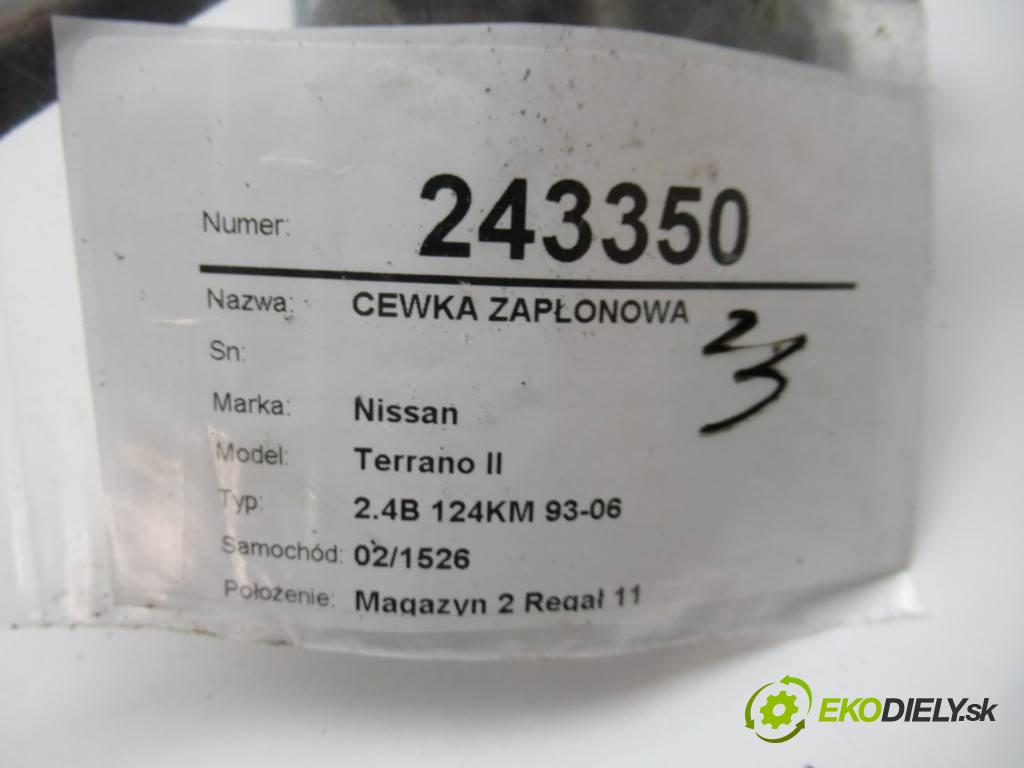 Numer: 243350
Nazwa: CEWKA ZAPŁONOWA
23
Sn:
Marka: Nissan
Model: Terrano II
Typ: 2.4B 124KM 93-06
Samochód: 02/1526
Położenie: Magazyn 2 Regał 11
EKODIELY.sk